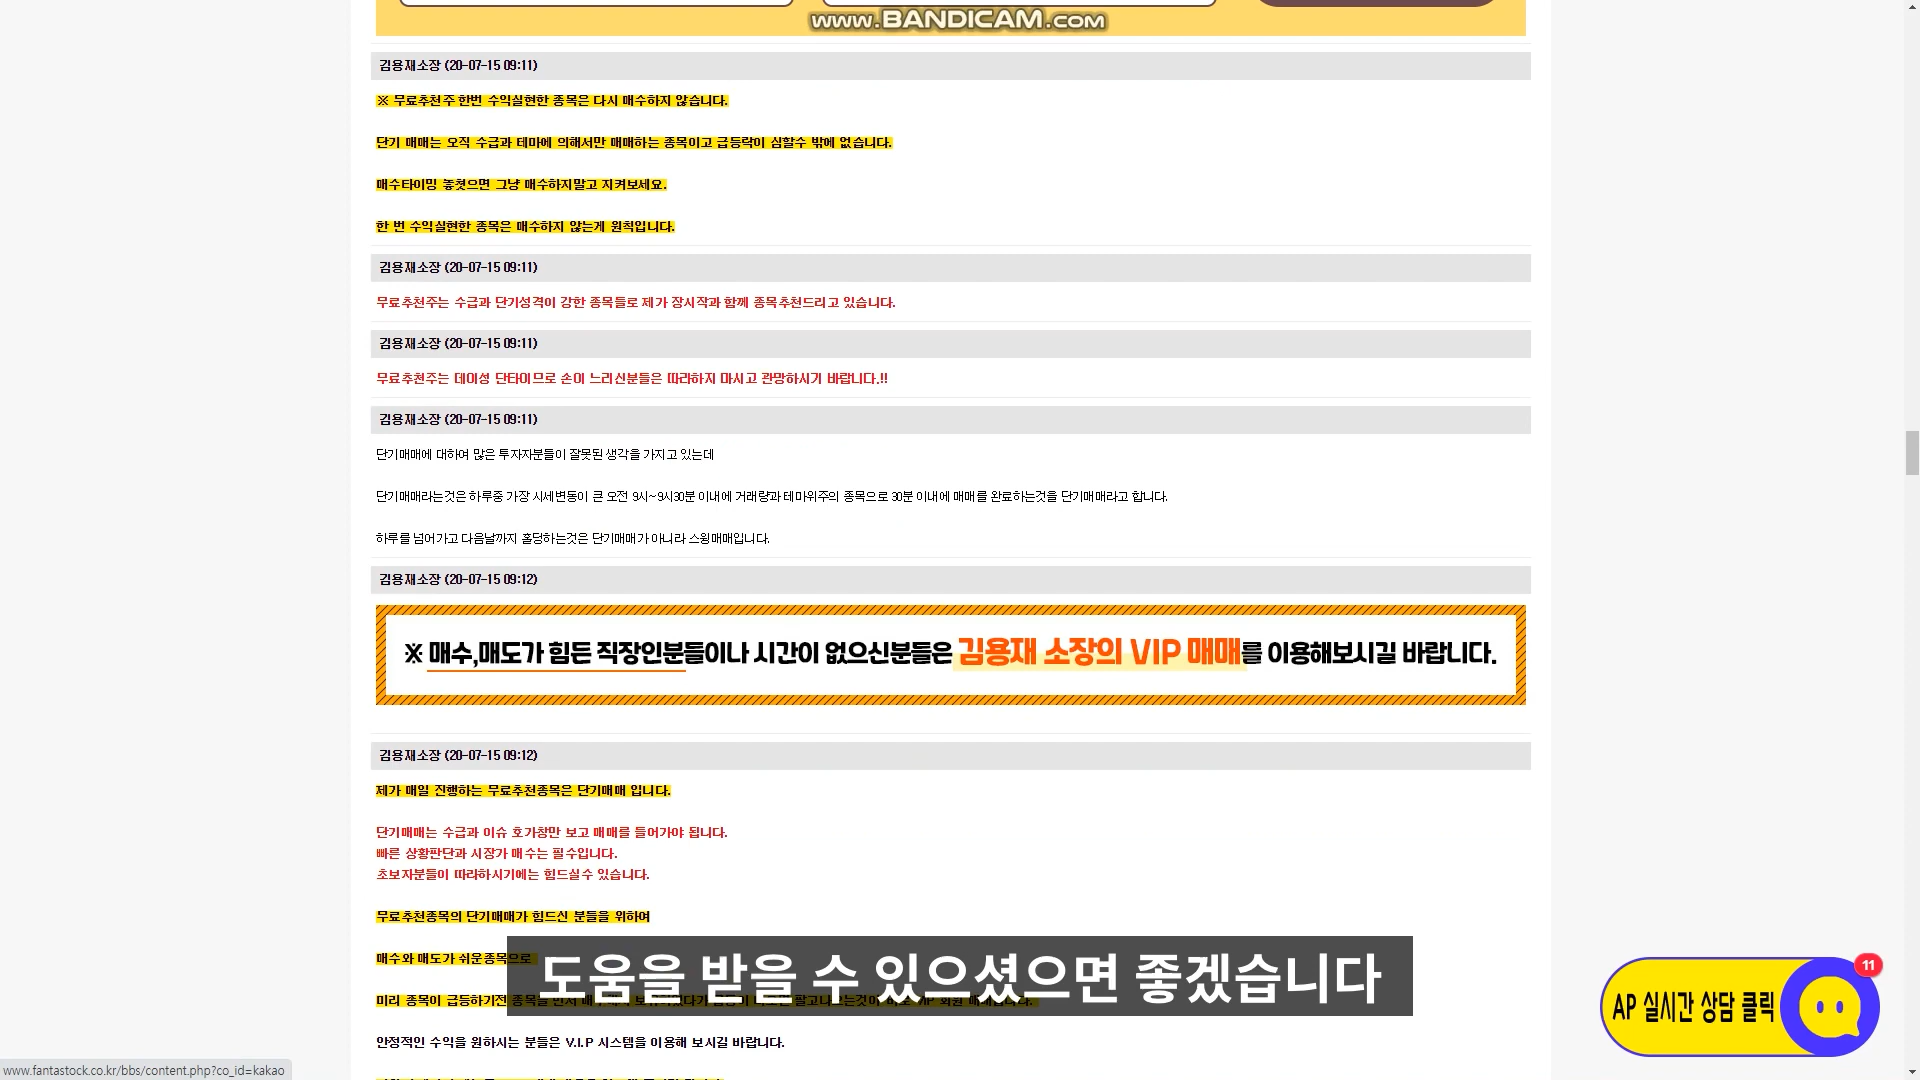 www.BANDICAM.com
김용재소장 (20-07-15 09:11)
※ 무료추천주 한번 수익실현한 종목은 다시 매수하지 않습니다.
단기 매매는 오직 수급과 테마에 의해서만 매매하는 종목이고 급등락이 심할수 밖에 없습니다.
매수타이밍 놓쳤으면 그냥 매수하지말고 지켜보세요.
한 번 수익실현한 종목은 매수하지 않는게 원칙입니다.
김용재소장 (20-07-15 09:11)
무료추천주는 수급과 단기성격이 강한 종목들로 제가 장시작과 함께 종목추천드리고 있습니다.
김용재소장 (20-07-15 09:11)
무료추천주는 데이성 단타이므로 손이 느리신분들은 따라하지 마시고 관망하시기 바랍니다.!!
김용재소장 (20-07-15 09:11)
단기매매에 대하여 많은 투자자분들이 잘못된 생각을 가지고 있는데
단기매매라는것은 하루중 가장 시세변동이 큰 오전 9시~9시30분 이내에 거래량과 테마위주의 종목으로 30분 이내에 매매를 완료하는것을 단기매매라고 합니다.
하루를 넘어가고 다음날까지 홀딩하는것은 단기매매가 아니라 스윙매매입니다.
김용재소장 (20-07-15 09:12)
※ 매수,매도가 힘든 직장인분들이나 시간이 없으신분들은 김용재 소장의 VIP 매매를 이용해보시길 바랍니다.
김용재소장 (20-07-15 09:12)
제가 매일 진행하는 무료추천종목은 단기매매 입니다.
단기매매는 수급과 이슈 호가창만 보고 매매를 들어가야 됩니다.
빠른 상황판단과 시장가 매수는 필수입니다.
초보자분들이 따라하시기에는 힘드실수 있습니다.
무료추천종목의 단기매매가 힘드신 분들을 위하여
매수와 매도가 쉬운종목으로
미리 종목이 급등하기전
도움을 받을 수 있으셨으면 좋겠습니다
안정적인 수익을 원하시는 분들은 V.I.P 시스템을 이용해 보시길 바랍니다.
11
AP 실시간 상담 클릭
www.fantastock.co.kr/bbs/content.php?co_id=kakao